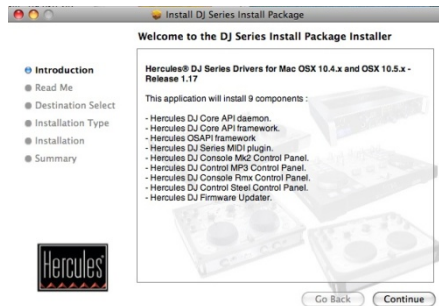 Install DJ Series Install Package
Welcome to the DJ Series Install Package Installer
Introduction
Read Me
Destination Select
Installation Type
Installation
Summary
Hercules® DJ Series Drivers for Mac OSX 10.4.x and OSX 10.5.x -
Release 1.17
This application will install 9 components :
- Hercules DJ Core API daemon.
- Hercules DJ Core API framework.
- Hercules OSAPI framework
- Hercules DJ Series MIDI plugin.
- Hercules DJ Console Mk2 Control Panel.
- Hercules DJ Control MP3 Control Panel.
- Hercules DJ Console Rmx Control Panel.
- Hercules DJ Control Steel Control Panel.
- Hercules DJ Firmware Updater.
Hercules
Go Back
Continue